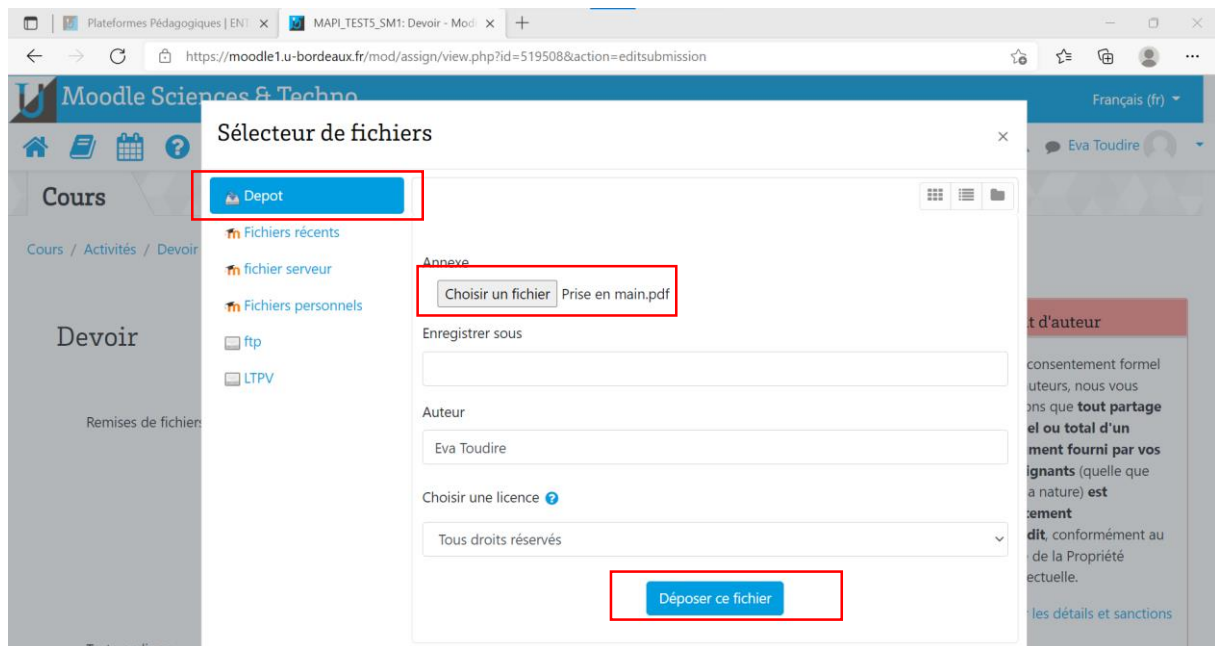 Plateformes Pédagogiques | ENT
MAPI_TEST5_SM1: Devoir - Mod
https://moodle1.u-bordeaux.fr/mod/assign/view.php?id=519508&action=editsubmission
Moodle Sciences & Techno
Français (fr)
Eva Toudire
Cours
Cours / Activités / Devoir
Devoir
Remises de fichiers
Sélecteur de fichiers
Depot
Fichiers récents
fichier serveur
Fichiers personnels
ftp
LTPV
Annexe
Choisir un fichier Prise en main.pdf
Enregistrer sous
Auteur
Eva Toudire
Choisir une licence
Tous droits réservés
Déposer ce fichier
t d'auteur
consentement formel
uteurs, nous vous
ons que tout partage
el ou total d'un
ment fourni par vos
ignants (quelle que
a nature) est
ement
dit, conformément au
de la Propriété
ectuelle.
les détails et sanctions